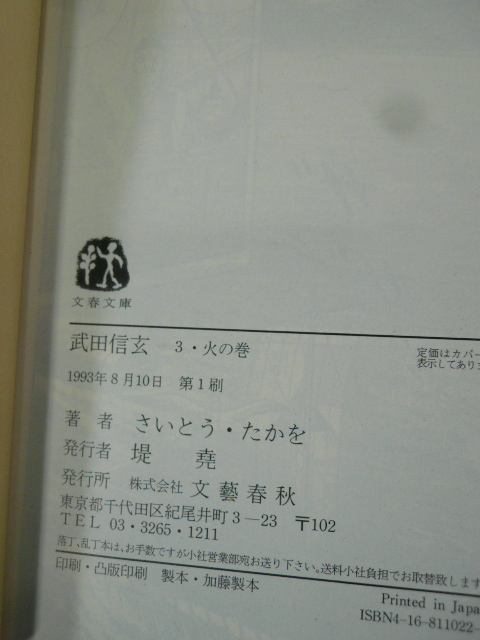 文春文庫
武田信玄 3・火の巻
定価はカバー
表示してあります
1993年8月10日 第1刷
著者 さいとう・たかを
発行者 堤 堯
発行所 株式会社 文藝春秋
東京都千代田区紀尾井町3―23 〒102
TEL 03・3265・1211
落丁、乱丁本は、お手数ですが小社営業部宛お送り下さい。送料小社負担でお取替致します
印刷・凸版印刷 製本・加藤製本
Printed in Japa
ISBN4-16-811022-